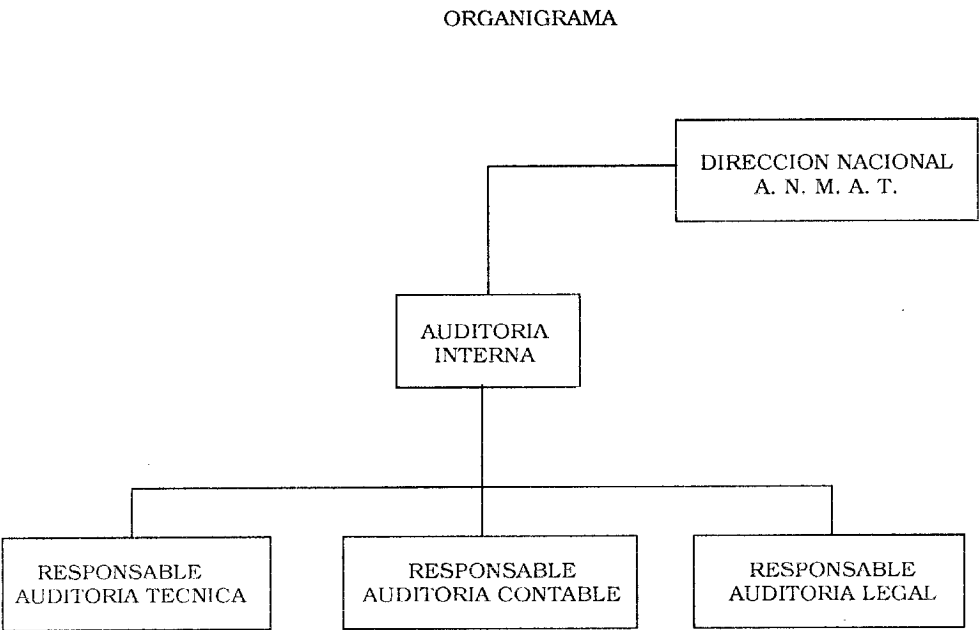 ORGANIGRAMA
DIRECCION NACIONAL
A. N. M. A. T.
AUDITORIA
INTERNA
RESPONSABLE
AUDITORIA TECNICA
RESPONSABLE
AUDITORIA CONTABLE
RESPONSABLE
AUDITORIA LEGAL